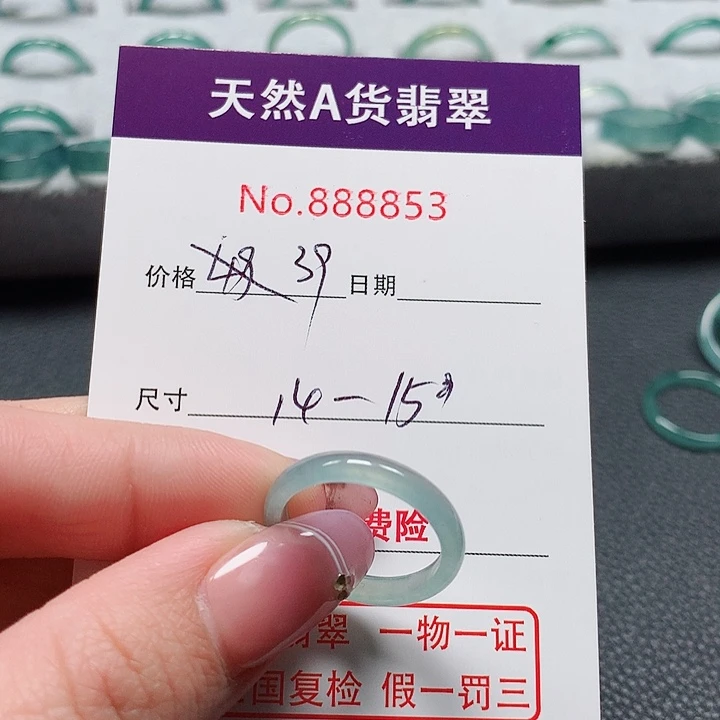 天然A货翡翠
No.888853
价格 39 日期
尺寸 14-15
费险
翡翠 一物一证
国复检 假一罚三